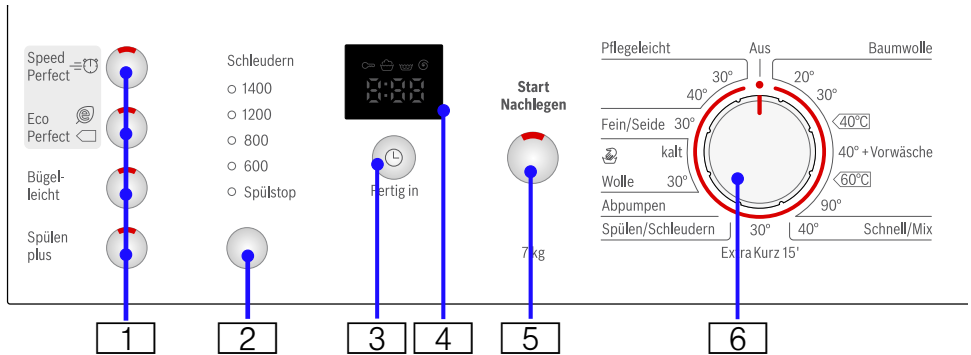 Speed
Perfect
Eco
Perfect
Bügel-
leicht
Spülen
plus
Schleudern
1400
1200
800
600
Spülstop
8:88
Fertig in
Start
Nachlegen
7 kg
Pflegeleicht
Aus
Baumwolle
30°
20°
40°
30°
Fein/Seide 30°
40°C
kalt
40° +Vorwäsche
Wolle 30°
60°C
Abpumpen
90°
Spülen/Schleudern
30°
40°
Schnell/Mix
Extra Kurz 15'
1
2
3
4
5
6